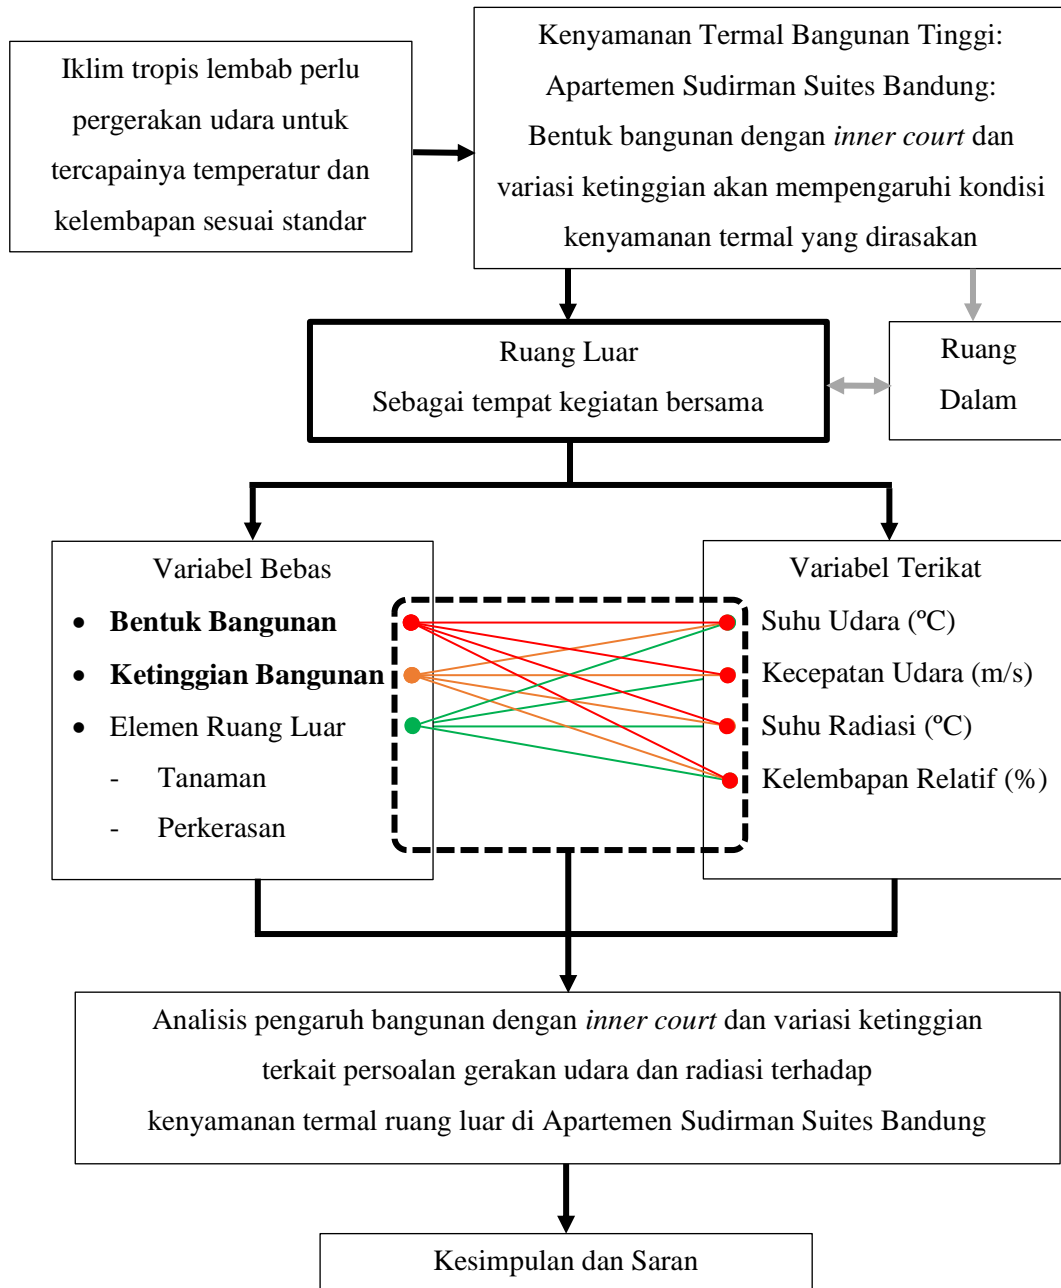 Iklim tropis lembab perlu
pergerakan udara untuk
tercapainya temperatur dan
kelembapan sesuai standar
Kenyamanan Termal Bangunan Tinggi:
Apartemen Sudirman Suites Bandung:
Bentuk bangunan dengan inner court dan
variasi ketinggian akan mempengaruhi kondisi
kenyamanan termal yang dirasakan
Ruang Luar
Sebagai tempat kegiatan bersama
Ruang
Dalam
Variabel Bebas
• Bentuk Bangunan
• Ketinggian Bangunan
• Elemen Ruang Luar
- Tanaman
- Perkerasan
Variabel Terikat
Suhu Udara (ºC)
Kecepatan Udara (m/s)
Suhu Radiasi (ºC)
Kelembapan Relatif (%)
Analisis pengaruh bangunan dengan inner court dan variasi ketinggian
terkait persoalan gerakan udara dan radiasi terhadap
kenyamanan termal ruang luar di Apartemen Sudirman Suites Bandung
Kesimpulan dan Saran